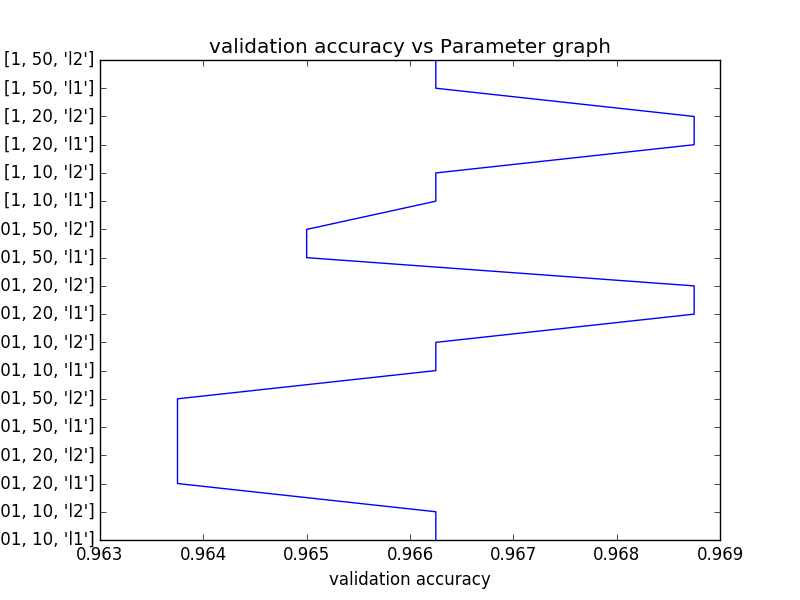 validation accuracy vs Parameter graph
[1, 50, 'l2']
[1, 50, 'l1']
[1, 20, 'l2']
[1, 20, 'l1']
[1, 10, 'l2']
[1, 10, 'l1']
01, 50, 'l2']
01, 50, 'l1']
01, 20, 'l2']
01, 20, 'l1']
01, 10, 'l2']
01, 10, 'l1']
01, 50, 'l2']
01, 50, 'l1']
01, 20, 'l2']
01, 20, 'l1']
01, 10, 'l2']
01, 10, 'l1']
0.963 0.964 0.965 0.966 0.967 0.968 0.969
validation accuracy